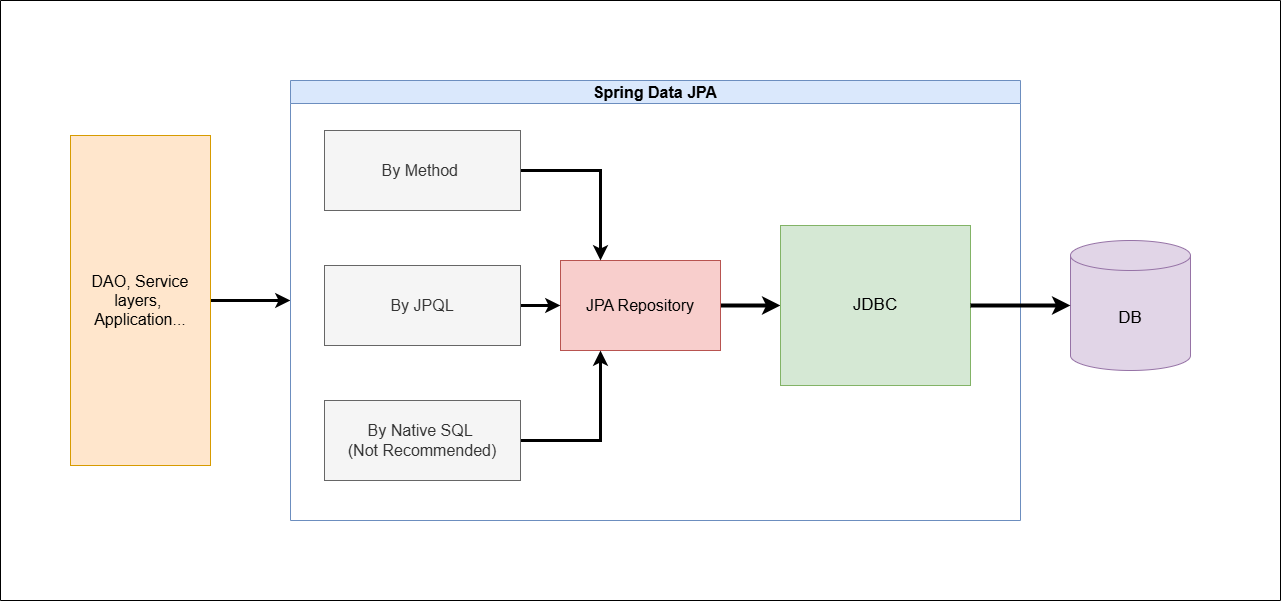 Spring Data JPA
By Method
DAO, Service
layers,
Application...
By JPQL
JPA Repository
JDBC
DB
By Native SQL
(Not Recommended)